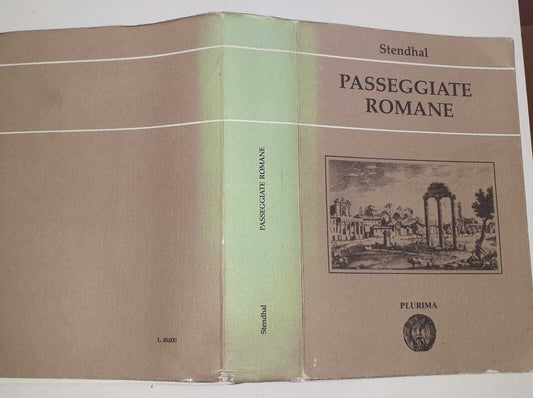 Stendhal
PASSEGGIATE
ROMANE
PLURIMA
PASSEGGIATE ROMANE
Stendhal
L. 48,000